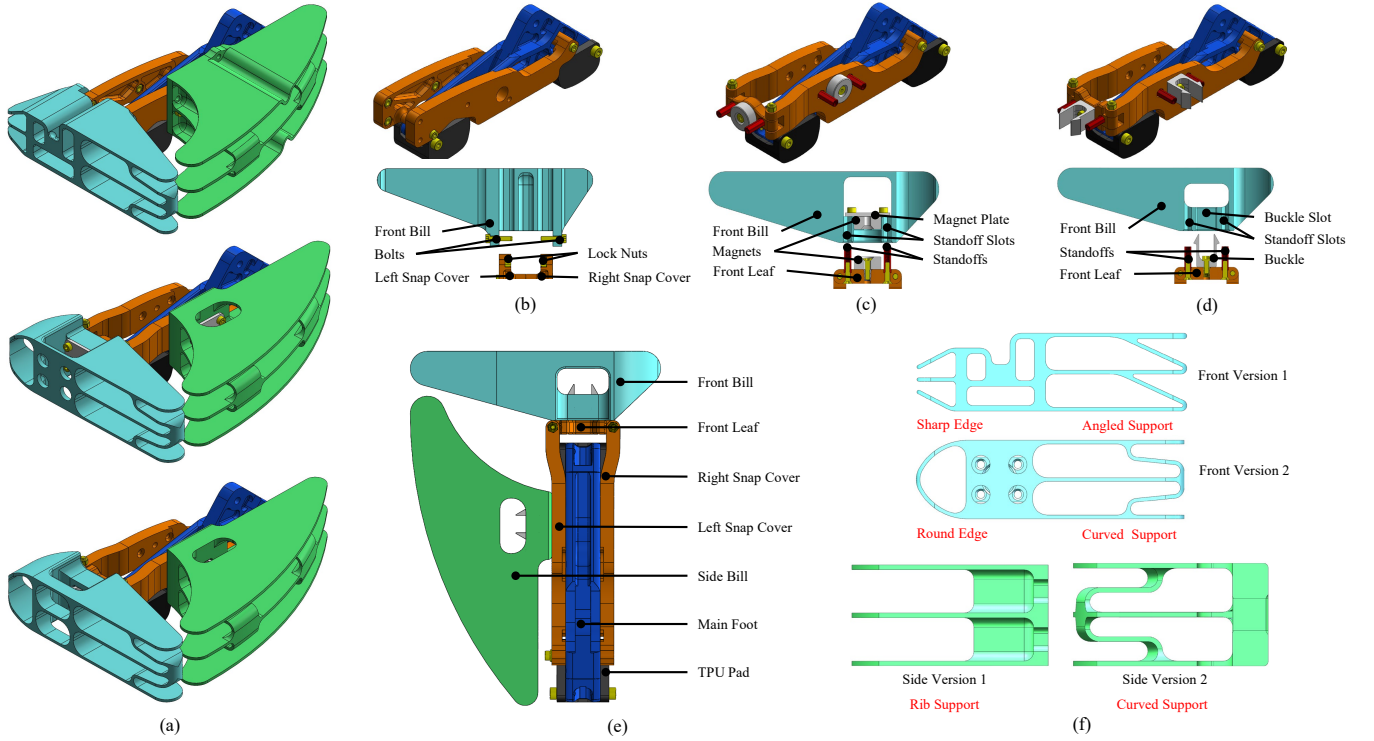 Front Bill
Bolts
Left Snap Cover
Lock Nuts
Right Snap Cover
(b)
Front Bill
Magnets
Front Leaf
Magnet Plate
Standoff Slots
Standoffs
(c)
Front Bill
Standoffs
Front Leaf
Buckle Slot
Standoff Slots
Buckle
(d)
(a)
Front Bill
Front Leaf
Right Snap Cover
Left Snap Cover
Side Bill
Main Foot
TPU Pad
(e)
Front Version 1
Sharp Edge
Angled Support
Front Version 2
Round Edge
Curved Support
Side Version 1
Rib Support
Side Version 2
Curved Support
(f)